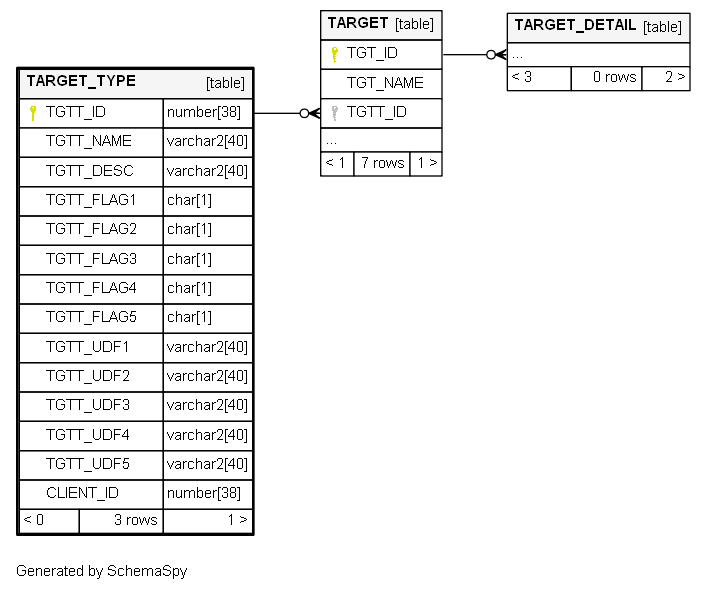 TARGET [table]
TGT_ID
TGT_NAME
TGTT_ID
...
< 1 7 rows 1 >
TARGET_DETAIL [table]
...
< 3 0 rows 2 >
TARGET_TYPE [table]
TGTT_ID number[38]
TGTT_NAME varchar2[40]
TGTT_DESC varchar2[40]
TGTT_FLAG1 char[1]
TGTT_FLAG2 char[1]
TGTT_FLAG3 char[1]
TGTT_FLAG4 char[1]
TGTT_FLAG5 char[1]
TGTT_UDF1 varchar2[40]
TGTT_UDF2 varchar2[40]
TGTT_UDF3 varchar2[40]
TGTT_UDF4 varchar2[40]
TGTT_UDF5 varchar2[40]
CLIENT_ID number[38]
< 0 3 rows 1 >
Generated by SchemaSpy